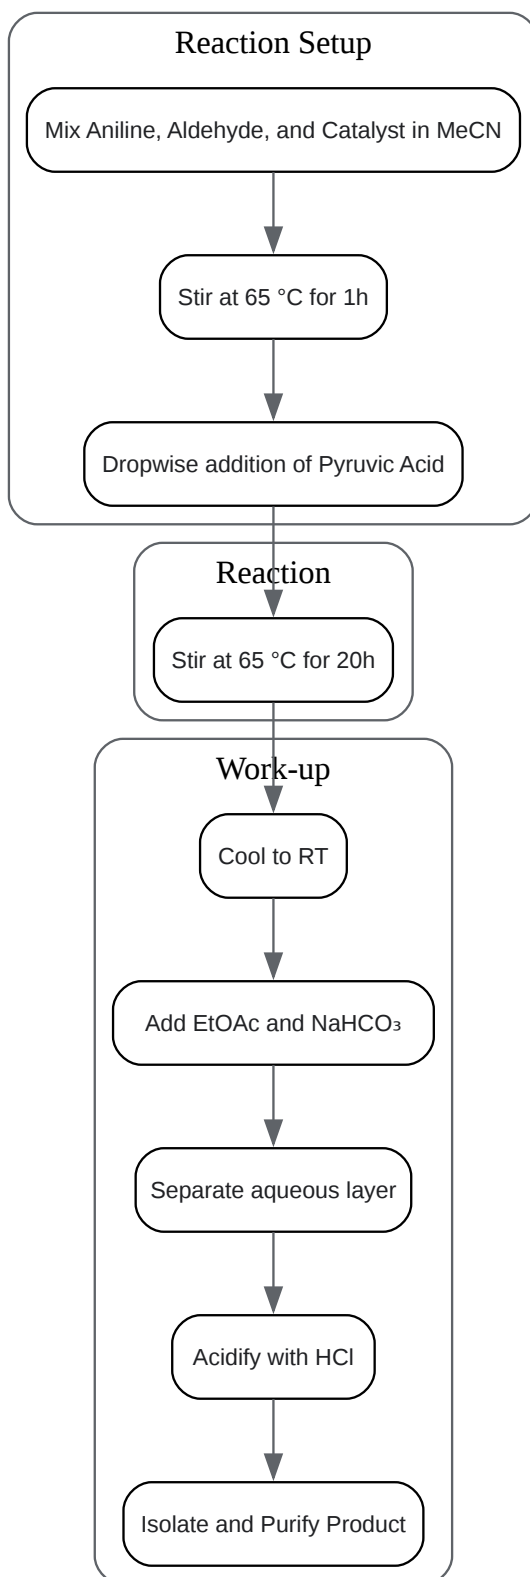 Reaction Setup
Mix Aniline, Aldehyde, and Catalyst in MeCN
Stir at 65 °C for 1h
Dropwise addition of Pyruvic Acid
Reaction
Stir at 65 °C for 20h
Work-up
Cool to RT
Add EtOAc and NaHCO₃
Separate aqueous layer
Acidify with HCl
Isolate and Purify Product